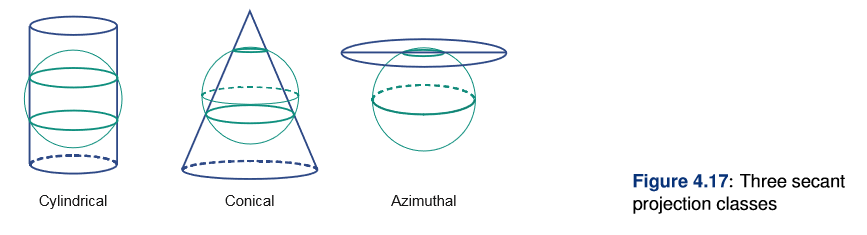 Cylindrical
Conical
Azimuthal
Figure 4.17: Three secant
projection classes